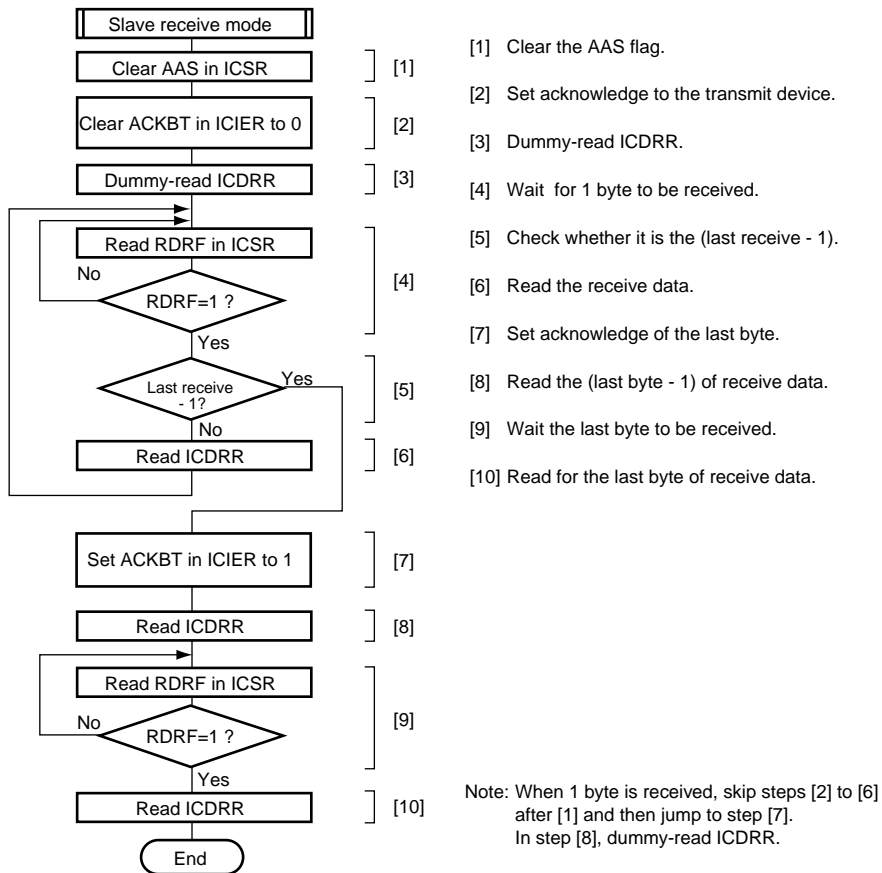 Slave receive mode
Clear AAS in ICSR
[1]
Clear ACKBT in ICIER to 0
[2]
Dummy-read ICDRR
[3]
Read RDRF in ICSR
No
RDRF=1 ?
[4]
Yes
Last receive
- 1?
Yes
[5]
No
Read ICDRR
[6]
Set ACKBT in ICIER to 1
[7]
Read ICDRR
[8]
Read RDRF in ICSR
No
RDRF=1 ?
[9]
Yes
Read ICDRR
[10]
End
[1] Clear the AAS flag.
[2] Set acknowledge to the transmit device.
[3] Dummy-read ICDRR.
[4] Wait for 1 byte to be received.
[5] Check whether it is the (last receive - 1).
[6] Read the receive data.
[7] Set acknowledge of the last byte.
[8] Read the (last byte - 1) of receive data.
[9] Wait the last byte to be received.
[10] Read for the last byte of receive data.
Note: When 1 byte is received, skip steps [2] to [6]
after [1] and then jump to step [7].
In step [8], dummy-read ICDRR.